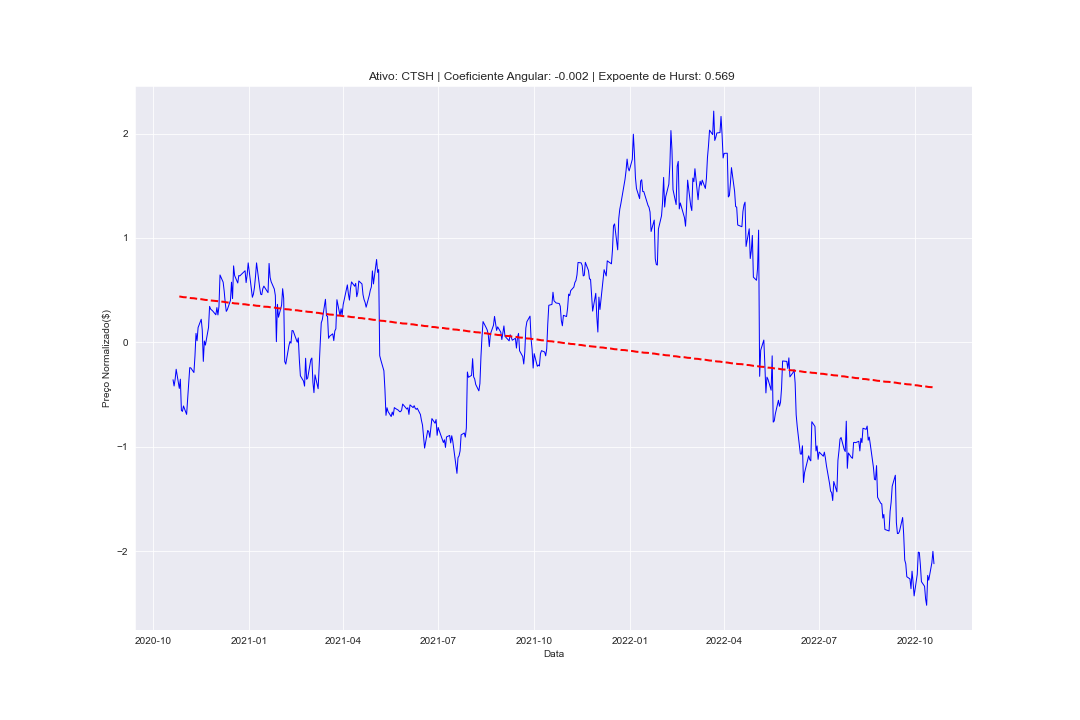 Ativo: CTSH | Coeficiente Angular: -0.002 | Expoente de Hurst: 0.569
Preço Normalizado($)
2
1
0
−1
−2
2020-10 2021-01 2021-04 2021-07 2021-10 2022-01 2022-04 2022-07 2022-10
Data